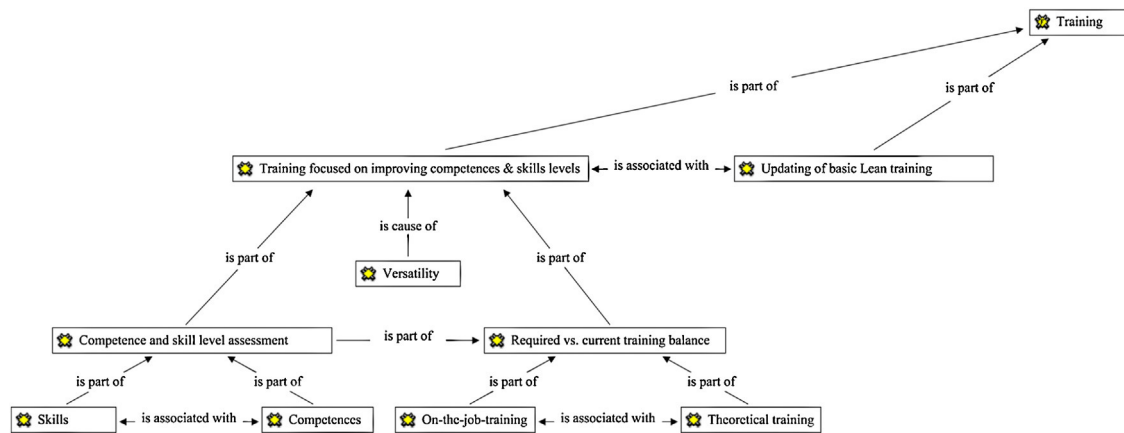 Training
is part of
is part of
Training focused on improving competences & skills levels
is associated with
Updating of basic Lean training
is cause of
is part of
is part of
Versatility
Competence and skill level assessment
is part of
Required vs. current training balance
is part of
is part of
is part of
is part of
Skills
is associated with
Competences
On-the-job-training
is associated with
Theoretical training